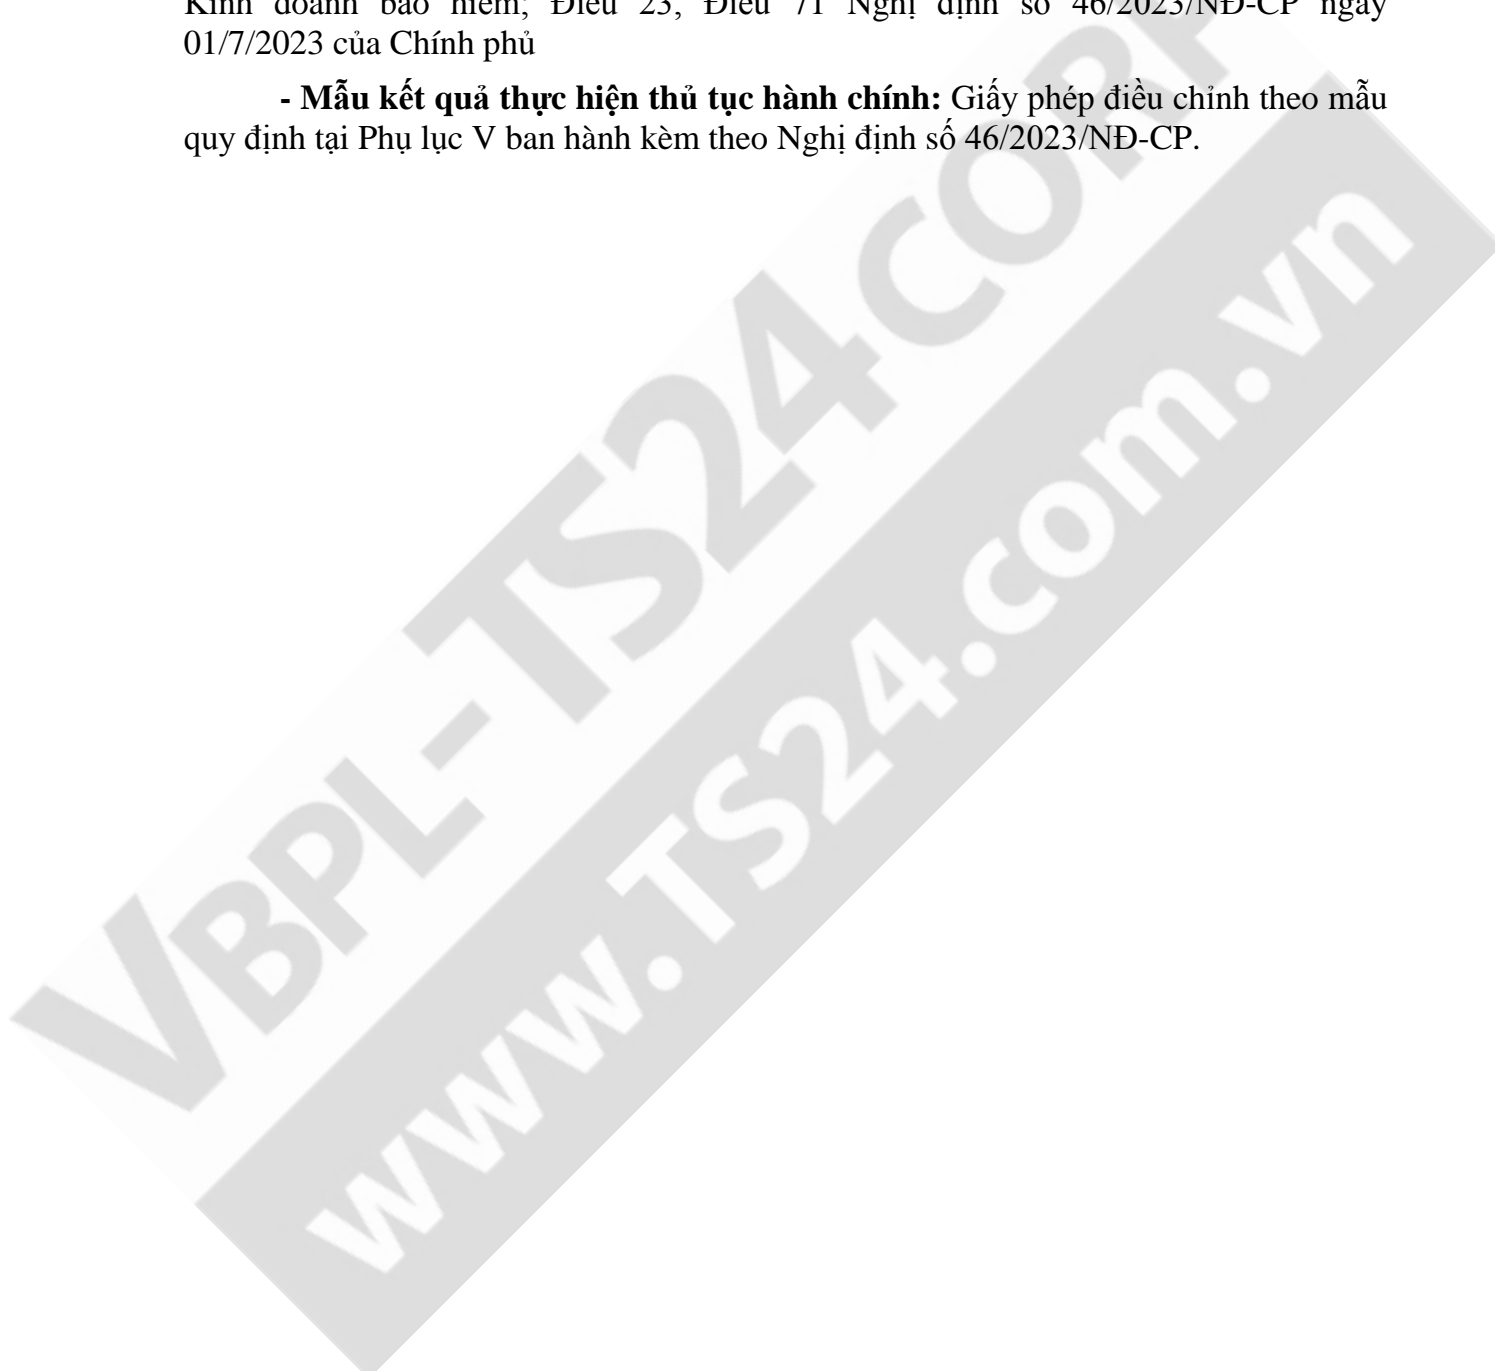 Kinh doanh bảo hiểm; Điều 23, Điều 71 Nghị định số 46/2023/NĐ-CP ngày
01/7/2023 của Chính phủ
- Mẫu kết quả thực hiện thủ tục hành chính: Giấy phép điều chỉnh theo mẫu
quy định tại Phụ lục V ban hành kèm theo Nghị định số 46/2023/NĐ-CP.
VBPL-TS24CORP
www.TS24.com.vn